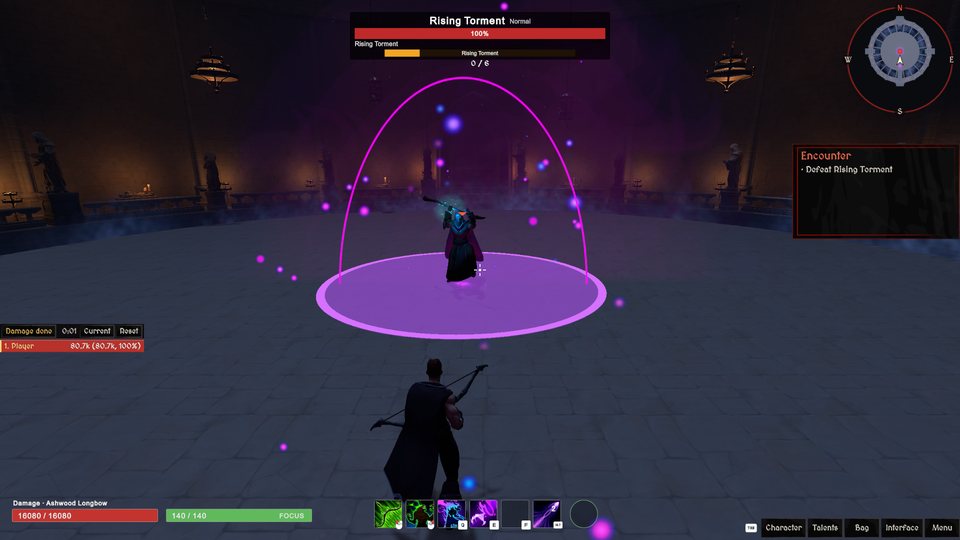 Rising Torment Normal
100%
Rising Torment
Rising Torment
0 / 6
N
W
E
S
Encounter
· Defeat Rising Torment
Damage done 0:01 Current Reset
1. Player 80.7k (80.7k, 100%)
Damage · Ashwood Longbow
16080 / 16080
140 / 140 FOCUS
Q E F
Character Talents Bag Interface Menu